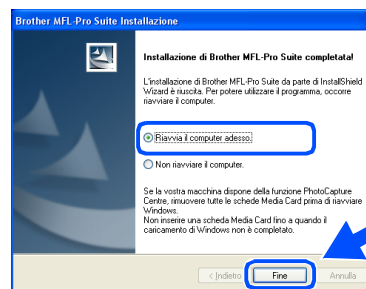 Brother MFL-Pro Suite Installazione
Installazione di Brother MFL-Pro Suite completata!
L'installazione di Brother MFL-Pro Suite da parte di InstallShield
Wizard è riuscita. Per potere utilizzare il programma, occorre
riavviare il computer.
Riavvia il computer adesso.
Non riavviare il computer.
Se la vostra macchina dispone della funzione PhotoCapture
Centre, rimuovere tutte le schede Media Card prima di riavviare
Windows.
Non inserire una scheda Media Card fino a quando il
caricamento di Windows non è completato.
< Indietro
Fine
Annulla